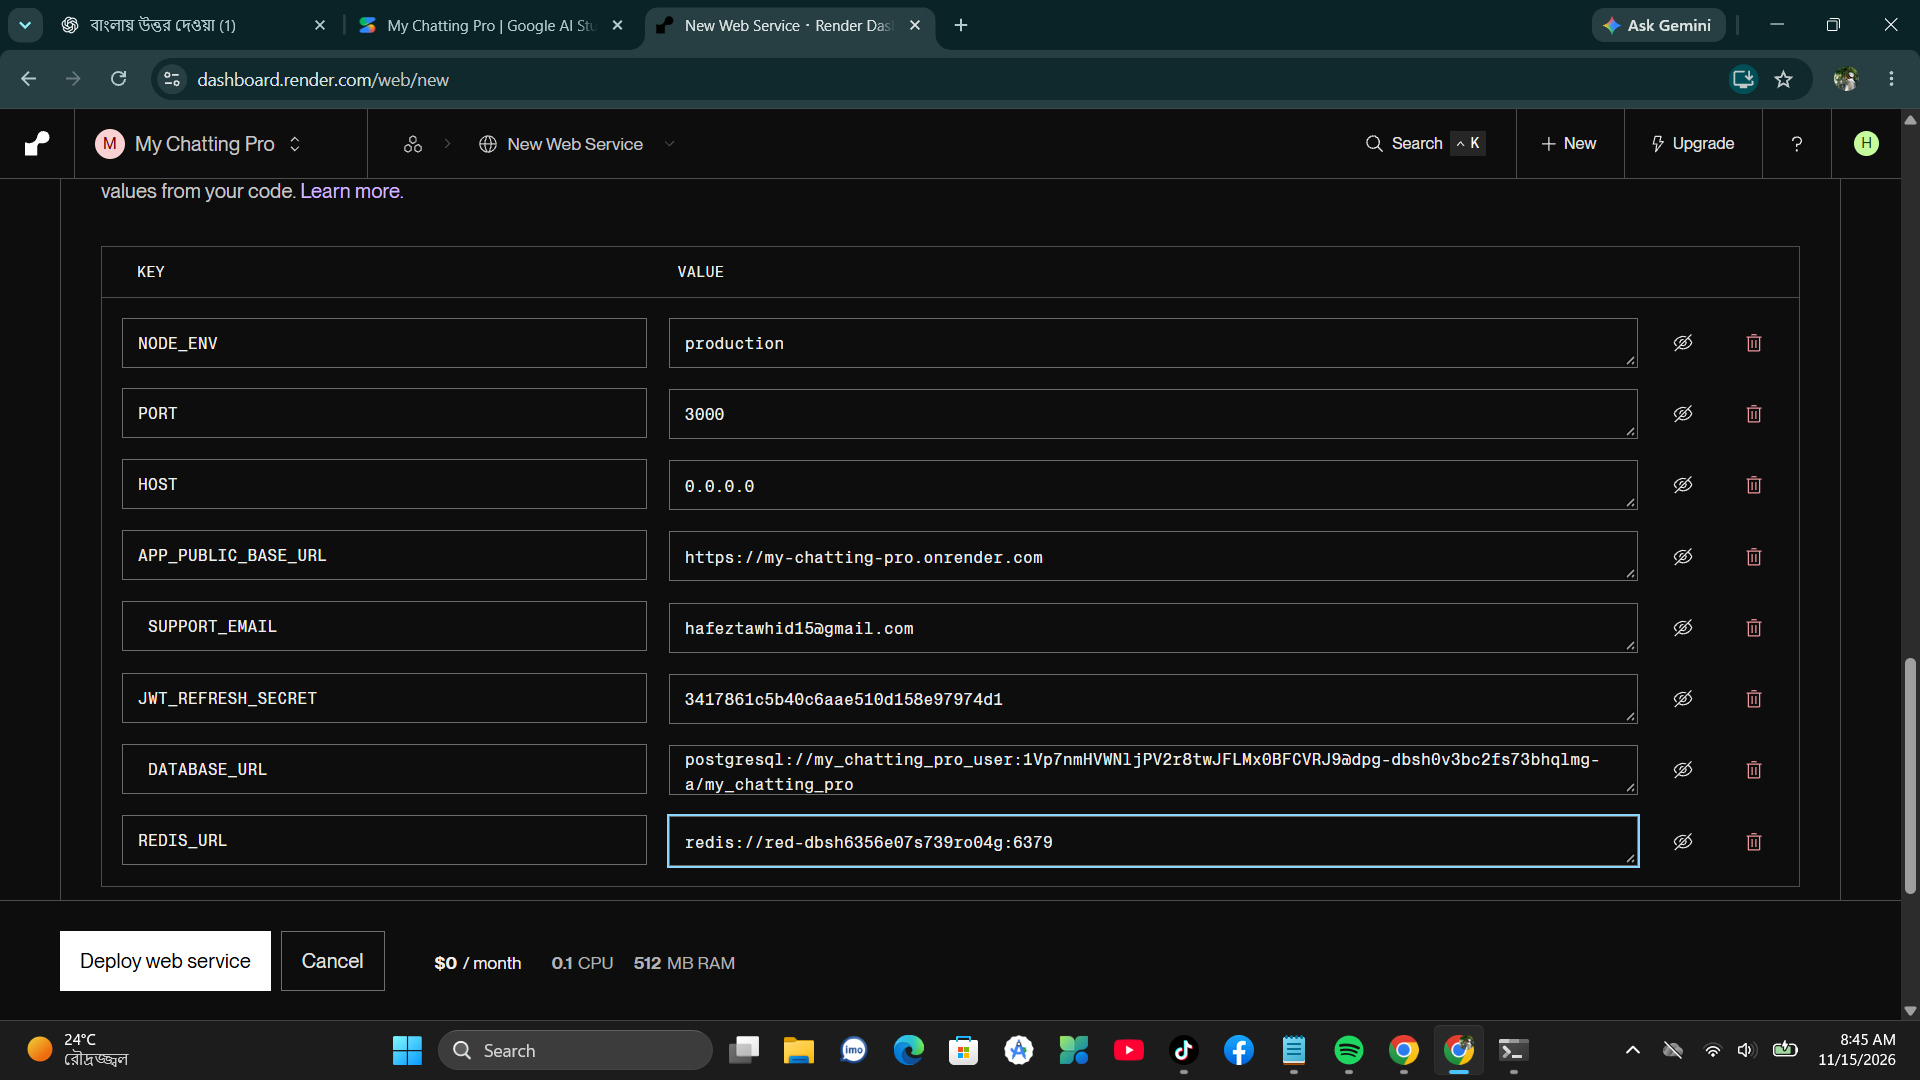 বাংলায় উত্তর দেওয়া (1)
My Chatting Pro | Google AI Stu
New Web Service · Render Das
Ask Gemini
dashboard.render.com/web/new
M My Chatting Pro
New Web Service
Search ^ K
+ New
Upgrade
?
H
values from your code. Learn more.
KEY VALUE
NODE_ENV production
PORT 3000
HOST 0.0.0.0
APP_PUBLIC_BASE_URL https://my-chatting-pro.onrender.com
SUPPORT_EMAIL hafeztawhid15@gmail.com
JWT_REFRESH_SECRET 3417861c5b40c6aae510d158e97974d1
DATABASE_URL postgresql://my_chatting_pro_user:1Vp7nmHVWNljPV2r8twJFLMx0BFCVRJ9@dpg-dbsh0v3bc2fs73bhqlmg-
a/my_chatting_pro
REDIS_URL redis://red-dbsh6356e07s739ro04g:6379
Deploy web service Cancel $0 / month 0.1 CPU 512 MB RAM
24°C
রৌদ্রজ্জ্বল
Search
imo
8:45 AM
11/15/2026